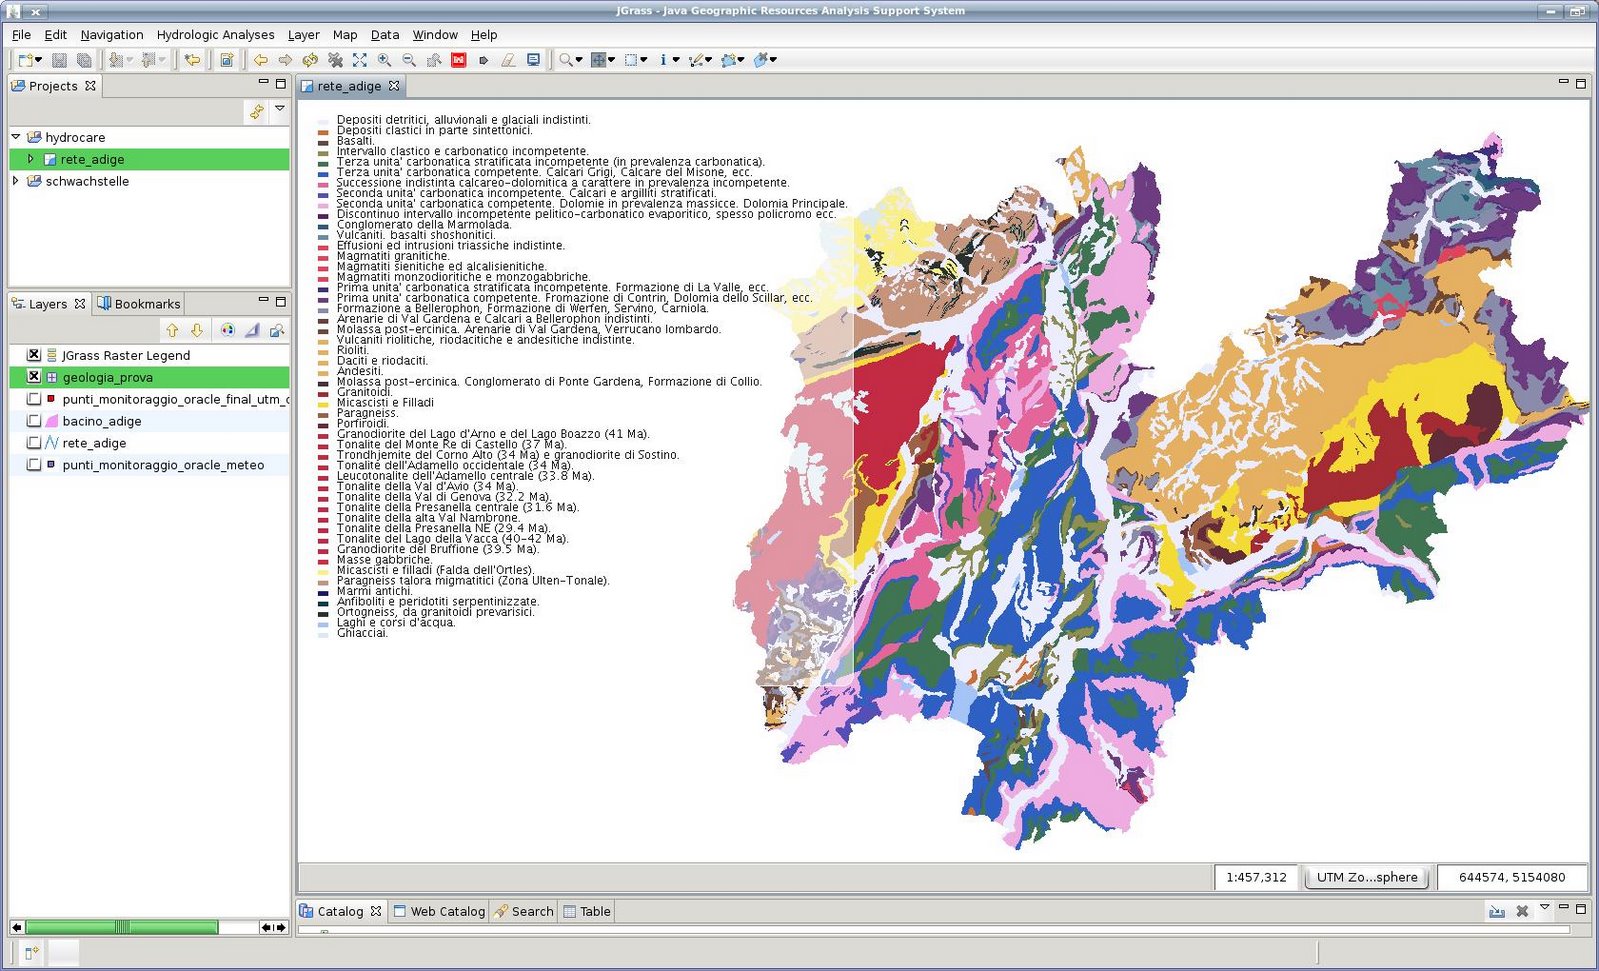 JGrass - Java Geographic Resources Analysis Support System
File Edit Navigation Hydrologic Analyses Layer Map Data Window Help
Projects
hydrocare
rete_adige
schwachstelle
Layers Bookmarks
JGrass Raster Legend
geologia_prova
punti_monitoraggio_oracle_final_utm_c
bacino_adige
rete_adige
punti_monitoraggio_oracle_meteo
rete_adige
Depositi detritici, alluvionali e glaciali indistinti.
Depositi clastici in parte sintettonici.
Basalti.
Intervallo clastico e carbonatico incompetente.
Terza unita' carbonatica stratificata incompetente (in prevalenza carbonatica).
Terza unita' carbonatica competente. Calcari Grigi, Calcare del Misone, ecc.
Successione indistinta calcareo-dolomitica a carattere in prevalenza incompetente.
Seconda unita' carbonatica incompetente. Calcari e argilliti stratificati.
Seconda unita' carbonatica competente. Dolomie in prevalenza massicce. Dolomia Principale.
Discontinuo intervallo incompetente pelitico-carbonatico evaporitico, spesso policromo ecc.
Conglomerato della Marmolada.
Vulcaniti. basalti shoshonitici.
Effusioni ed intrusioni triassiche indistinte.
Magmatiti granitiche.
Magmatiti sienitiche ed alcalisienitiche.
Magmatiti monzodioritiche e monzogabbriche.
Prima unita' carbonatica stratificata incompetente. Formazione di La Valle, ecc.
Prima unita' carbonatica competente. Fromazione di Contrin, Dolomia dello Scillar, ecc.
Formazione a Bellerophon, Formazione di Werfen, Servino, Carniola.
Arenarie di Val Gardena e Calcari a Bellerophon indistinti.
Molassa post-ercinica. Arenarie di Val Gardena, Verrucano lombardo.
Vulcaniti riolitiche, riodacitiche e andesitiche indistinte.
Rioliti.
Daciti e riodaciti.
Andesiti.
Molassa post-ercinica. Conglomerato di Ponte Gardena, Formazione di Collio.
Granitoidi.
Micascisti e Filladi
Paragneiss.
Porfiroidi.
Granodiorite del Lago d'Arno e del Lago Boazzo (41 Ma).
Tonalite del Monte Re di Castello (37 Ma).
Trondhjemite del Corno Alto (34 Ma) e granodiorite di Sostino.
Tonalite dell'Adamello occidentale (34 Ma).
Leucotonalite dell'Adamello centrale (33.8 Ma).
Tonalite della Val d'Avio (34 Ma).
Tonalite della Val di Genova (32.2 Ma).
Tonalite della Presanella centrale (31.6 Ma).
Tonalite della alta Val Nambrone.
Tonalite della Presanella NE (29.4 Ma).
Tonalite del Lago della Vacca (40-42 Ma).
Granodiorite del Bruffione (39.5 Ma).
Masse gabbriche.
Micascisti e filladi (Falda dell'Ortles).
Paragneiss talora migmatitici (Zona Ulten-Tonale).
Marmi antichi.
Anfiboliti e peridotiti serpentinizzate.
Ortogneiss, da granitoidi prevarisici.
Laghi e corsi d'acqua.
Ghiacciai.
1:457,312 UTM Zo...sphere 644574, 5154080
Catalog Web Catalog Search Table